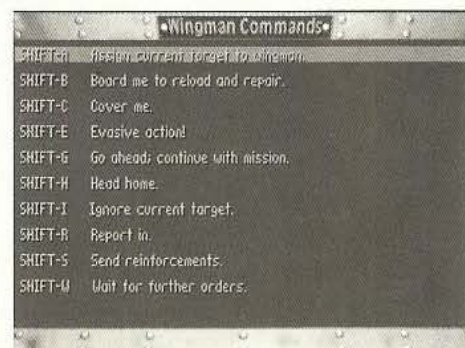 •Wingman Commands•
SHIFT-A Assign current target to wingman.
SHIFT-B Board me to reload and repair.
SHIFT-C Cover me.
SHIFT-E Evasive action!
SHIFT-G Go ahead; continue with mission.
SHIFT-H Head home.
SHIFT-I Ignore current target.
SHIFT-R Report in.
SHIFT-S Send reinforcements.
SHIFT-W Wait for further orders.